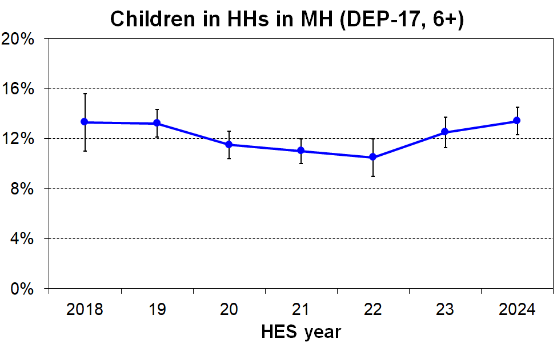 Children in HHs in MH (DEP-17, 6+)
20%
16%
12%
8%
4%
0%
2018 19 20 21 22 23 2024
HES year